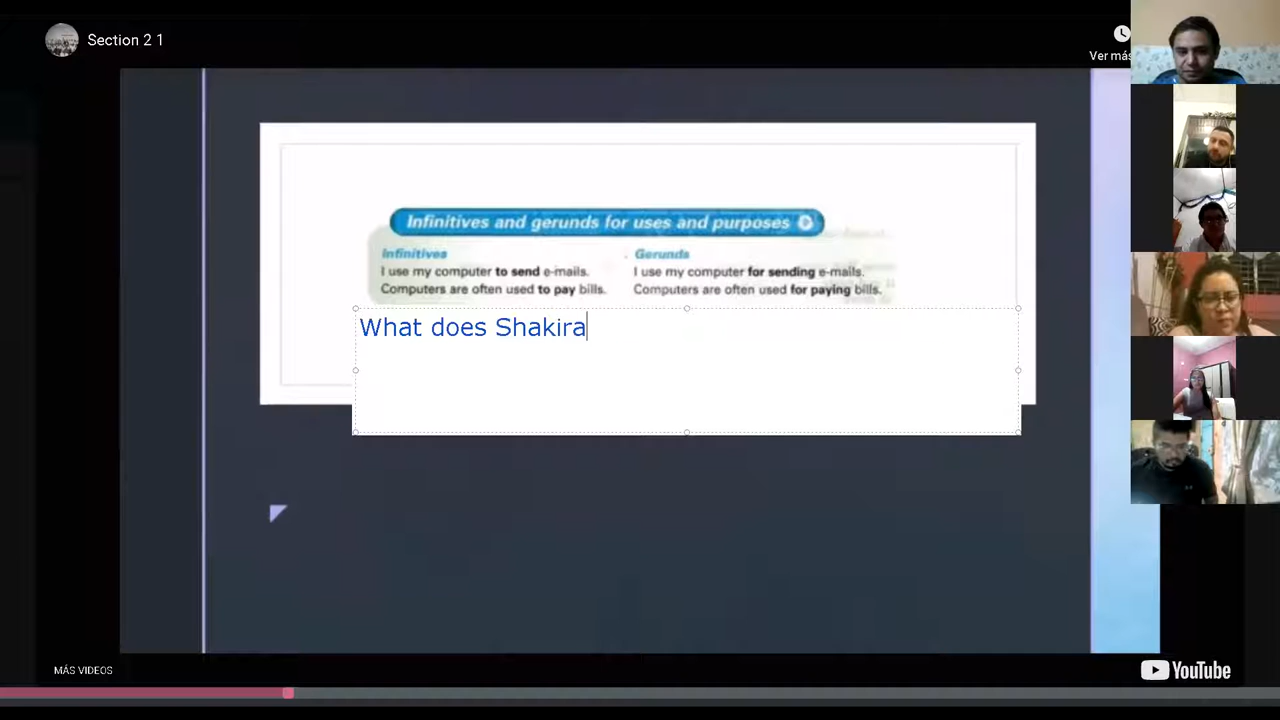 Section 2 1
Ver más
Infinitives and gerunds for uses and purposes
Infinitives
I use my computer to send e-mails.
Computers are often used to pay bills.
Gerunds
I use my computer for sending e-mails.
Computers are often used for paying bills.
What does Shakira
MÁS VIDEOS
YouTube